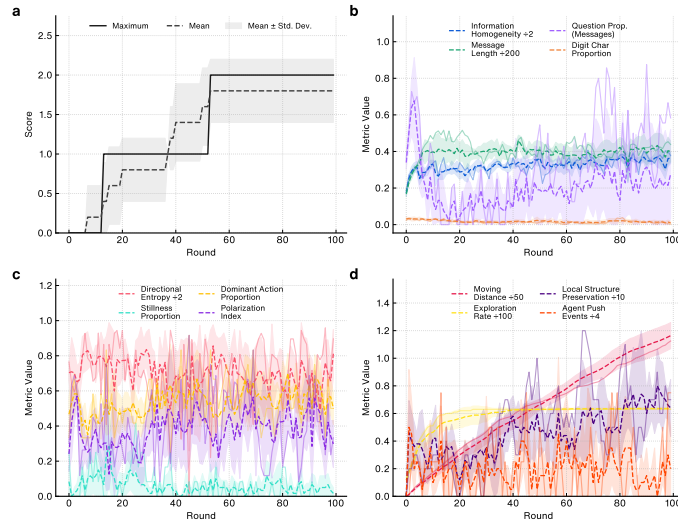 a
Maximum
Mean
Mean ± Std. Dev.
Score
2.5
2.0
1.5
1.0
0.5
0.0
0
20
40
60
80
100
Round
b
Information
Homogeneity ÷2
Message
Length ÷200
Question Prop.
(Messages)
Digit Char
Proportion
Metric Value
1.0
0.8
0.6
0.4
0.2
0.0
0
20
40
60
80
100
Round
c
Directional
Entropy ÷2
Stillness
Proportion
Dominant Action
Proportion
Polarization
Index
Metric Value
1.2
1.0
0.8
0.6
0.4
0.2
0.0
0
20
40
60
80
100
Round
d
Moving
Distance ÷50
Exploration
Rate ÷100
Local Structure
Preservation ÷10
Agent Push
Events ÷4
Metric Value
1.4
1.2
1.0
0.8
0.6
0.4
0.2
0.0
0
20
40
60
80
100
Round